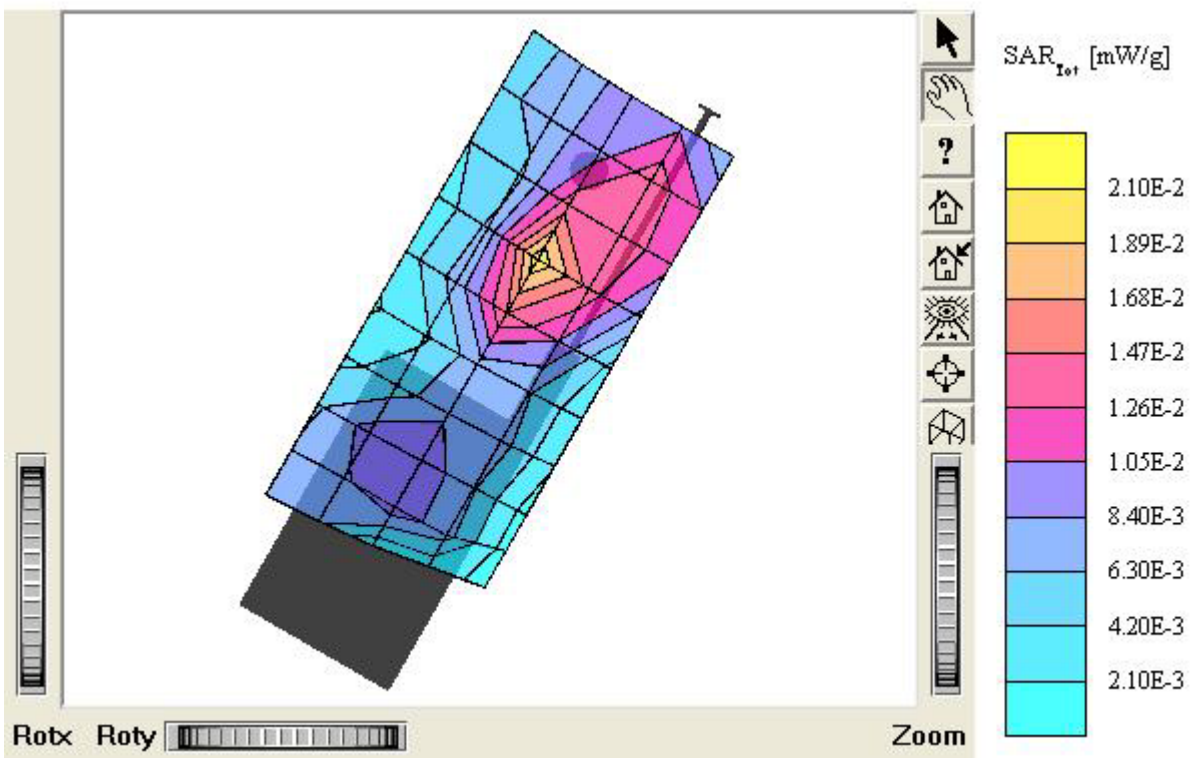 SARTot [mW/g]
?
2.10E-2
1.89E-2
1.68E-2
1.47E-2
1.26E-2
1.05E-2
8.40E-3
6.30E-3
4.20E-3
2.10E-3
Rotx Roty Zoom